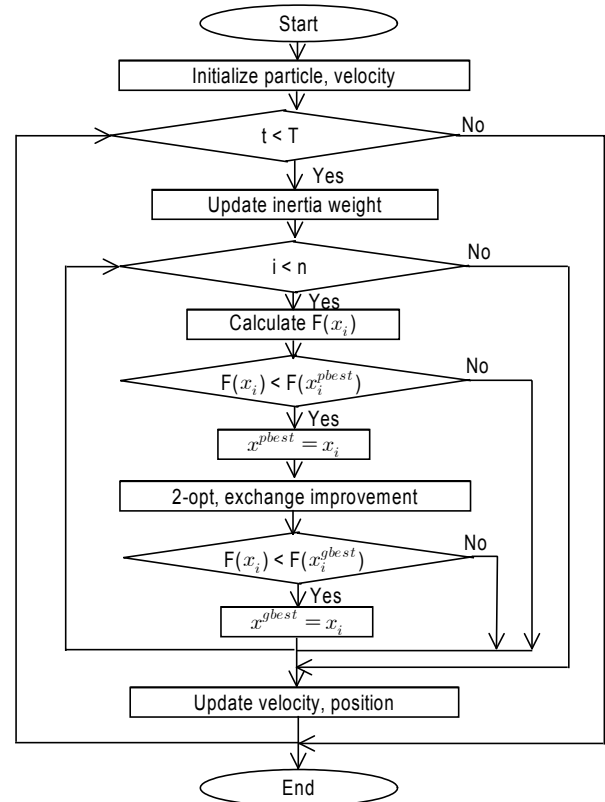 Start
Initialize particle, velocity
t < T
No
Yes
Update inertia weight
i < n
No
Yes
Calculate F(x_i)
F(x_i) < F(x_i^{pbest})
No
Yes
x^{pbest} = x_i
2-opt, exchange improvement
F(x_i) < F(x_i^{gbest})
No
Yes
x^{gbest} = x_i
Update velocity, position
End